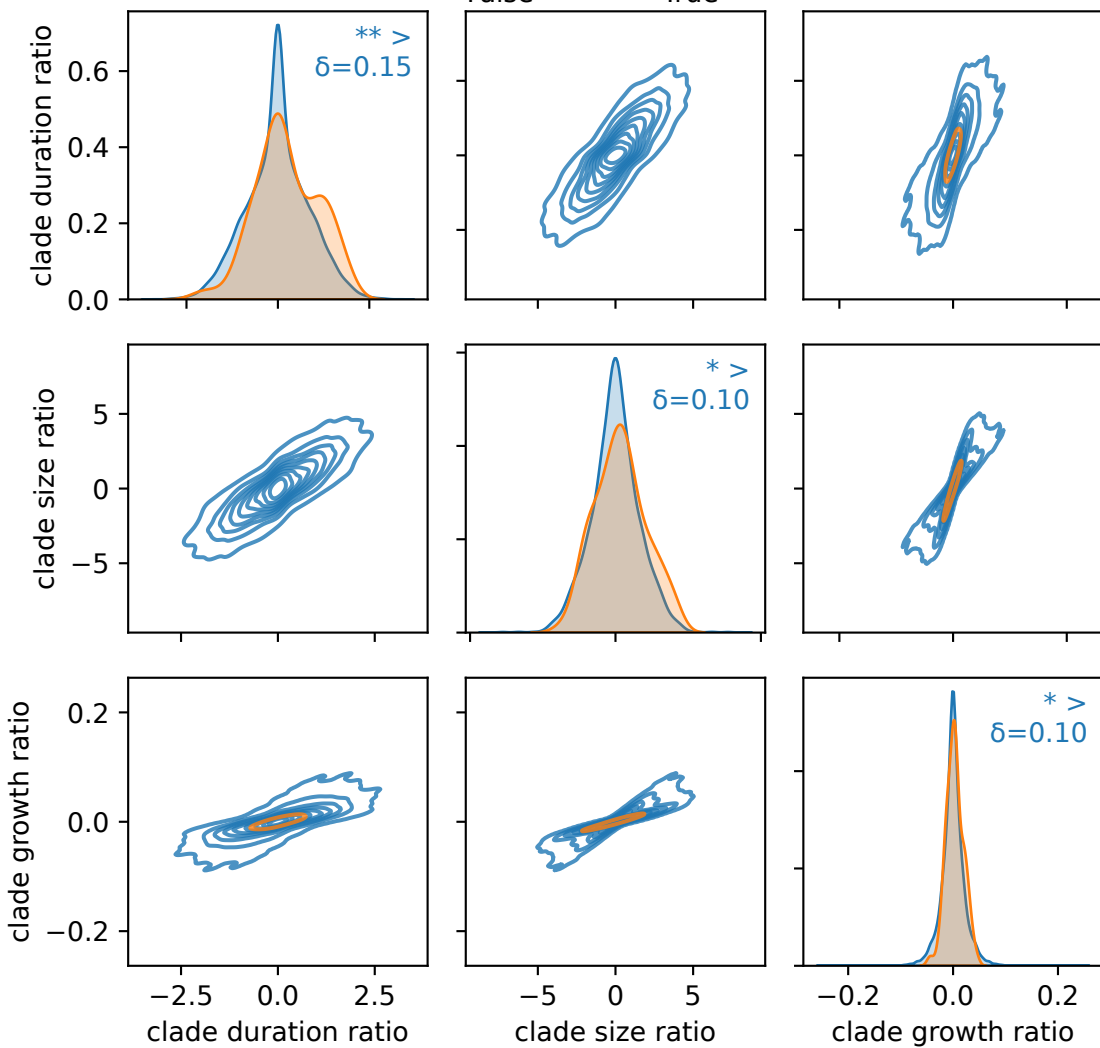 ** >
δ=0.15
clade duration ratio
0.6
0.4
0.2
0.0
* >
δ=0.10
clade size ratio
5
0
−5
* >
δ=0.10
clade growth ratio
0.2
0.0
−0.2
−2.5 0.0 2.5
−5 0 5
−0.2 0.0 0.2
clade duration ratio
clade size ratio
clade growth ratio